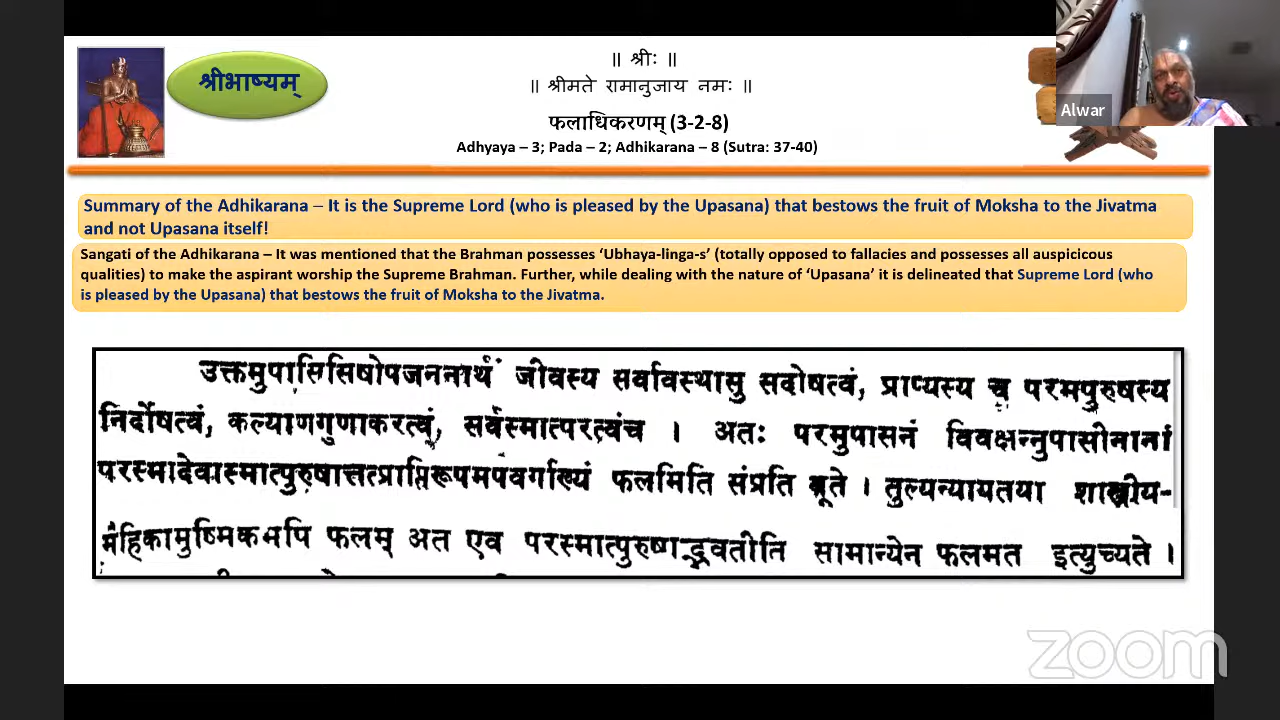 श्रीभाष्यम्
॥ श्रीः ॥
॥ श्रीमते रामानुजाय नमः ॥
फलाधिकरणम् (3-2-8)
Adhyaya – 3; Pada – 2; Adhikarana – 8 (Sutra: 37-40)
Alwar
Summary of the Adhikarana – It is the Supreme Lord (who is pleased by the Upasana) that bestows the fruit of Moksha to the Jivatma
and not Upasana itself!
Sangati of the Adhikarana – It was mentioned that the Brahman possesses ‘Ubhaya-linga-s’ (totally opposed to fallacies and possesses all auspicious
qualities) to make the aspirant worship the Supreme Brahman. Further, while dealing with the nature of ‘Upasana’ it is delineated that Supreme Lord (who
is pleased by the Upasana) that bestows the fruit of Moksha to the Jivatma.
उक्तमुपासिसिषोपजननार्थं जीवस्य सर्वावस्थासु सदोषत्वं, प्राप्यस्य च परमपुरुषस्य
निर्दोषत्वं, कल्याणगुणाकरत्वं, सर्वस्मात्परत्वंच । अतः परमुपासनं विवक्षन्नुपासीनानां
परस्मादेवास्मात्पुरुषात्तत्प्राप्तिरूपमपवर्गाख्यं फलमिति संप्रति ब्रूते । तुल्यन्यायतया शास्त्रीय-
मैहिकामुष्मिकमपि फलम् अत एव परस्मात्पुरुषाद्भवतीति सामान्येन फलमत इत्युच्यते ।
zoom